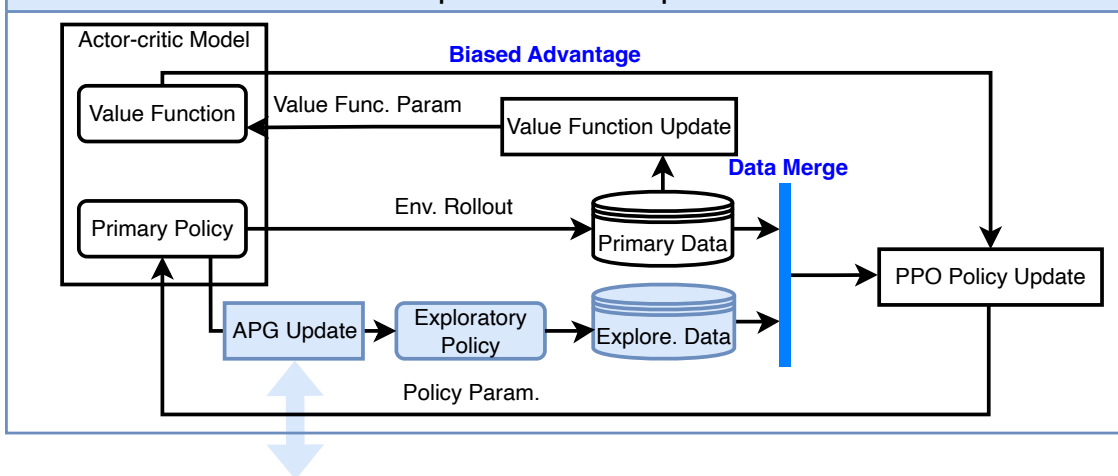 Actor-critic Model
Biased Advantage
Value Function
Value Func. Param
Value Function Update
Data Merge
Primary Policy
Env. Rollout
Primary Data
PPO Policy Update
APG Update
Exploratory
Policy
Explore. Data
Policy Param.